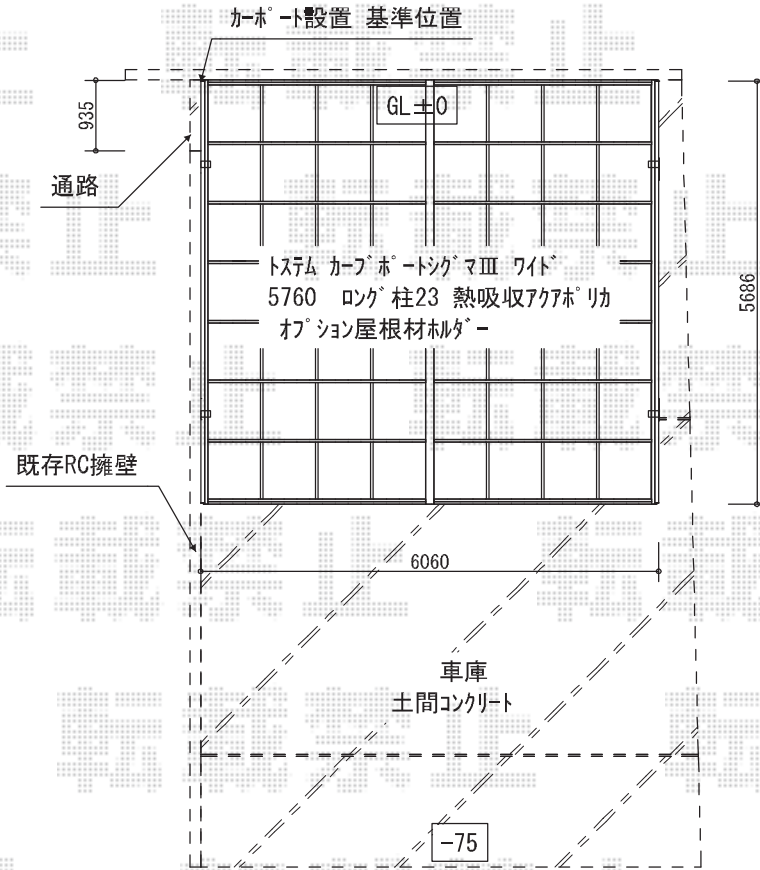 カーポート設置 基準位置
GL±0
935
通路
トステム カーブポートシグマIII ワイド
5760 ロング柱23 熱吸収アクアポリカ
オプション屋根材ホルダー
5686
既存RC擁壁
6060
車庫
土間コンクリート
-75
転載禁止